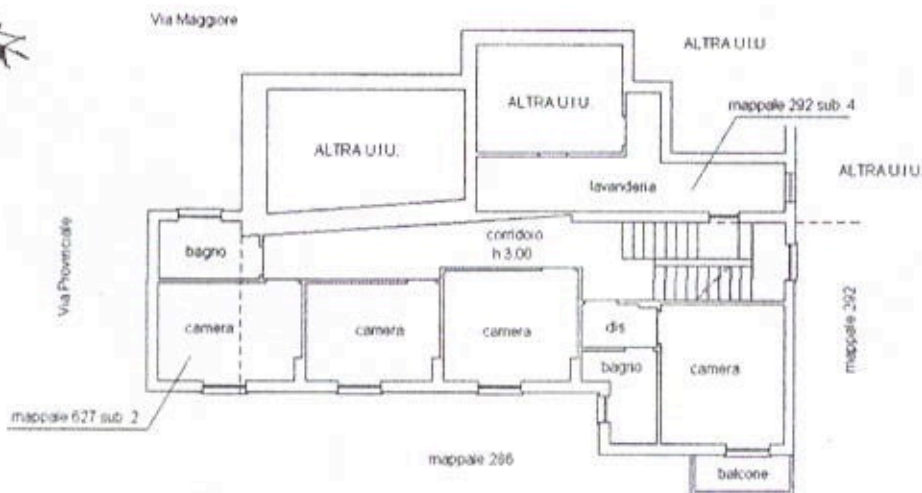 Via Maggiore
ALTRA U.I.U.
ALTRA U.I.U.
mappale 292 sub. 4
ALTRA U.I.U.
ALTRA U.I.U.
lavanderia
Via Provinciale
bagno
corridoio
h 3.00
camera
camera
camera
dis
bagno
camera
mappale 292
mappale 627 sub. 2
mappale 286
balcone